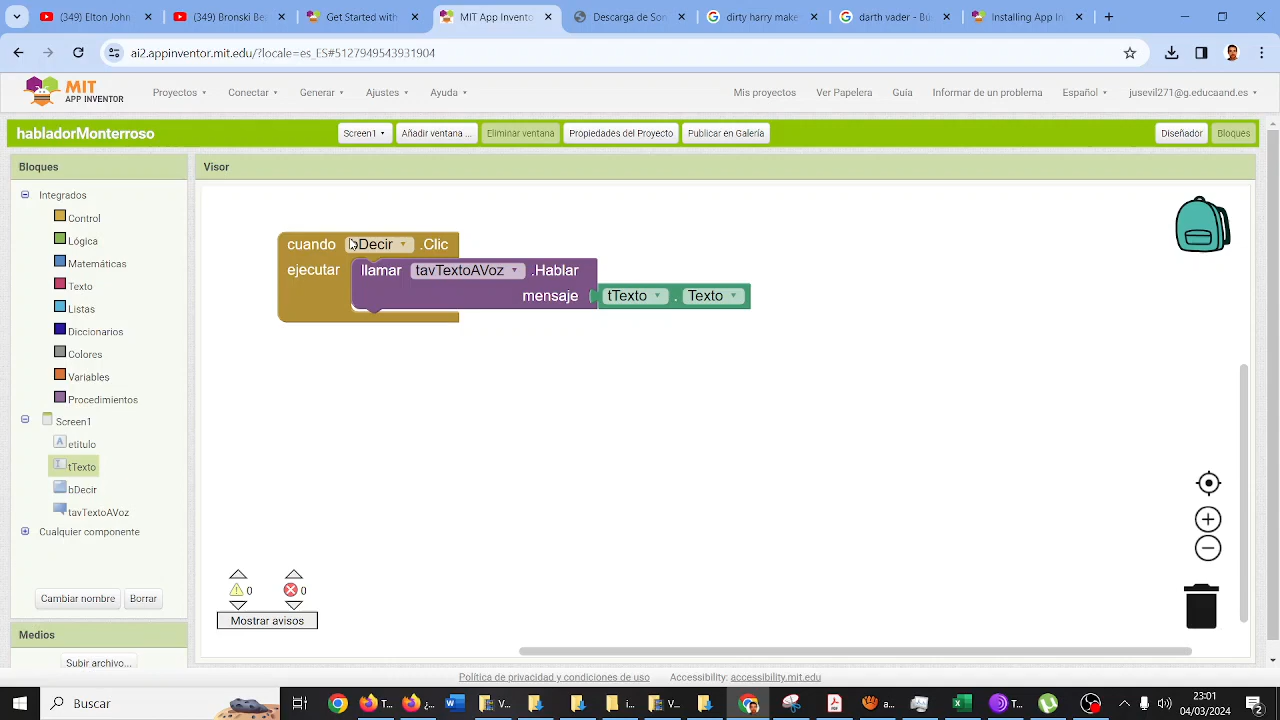 (349) Elton John
(349) Bronski Be
Get Started with
MIT App Invento
Descarga de Son
dirty harry make
darth vader - Bú
Installing App In
ai2.appinventor.mit.edu/?locale=es_ES#5127949543931904
MIT
APP INVENTOR
Proyectos
Conectar
Generar
Ajustes
Ayuda
Mis proyectos
Ver Papelera
Guía
Informar de un problema
Español
jusevil271@g.educaand.es
habladorMonterroso
Screen1
Añadir ventana ...
Eliminar ventana
Propiedades del Proyecto
Publicar en Galería
Diseñador
Bloques
Bloques
Visor
Integrados
Control
Lógica
Matemáticas
Texto
Listas
Diccionarios
Colores
Variables
Procedimientos
Screen1
etitulo
tTexto
bDecir
tavTextoAVoz
Cualquier componente
Cambiar nombre
Borrar
Medios
Subir archivo...
cuando bDecir .Clic
ejecutar llamar tavTextoAVoz .Hablar
mensaje tTexto . Texto
0 0
Mostrar avisos
Política de privacidad y condiciones de uso
Accessibility: accessibility.mit.edu
Buscar
23:01
04/03/2024
2